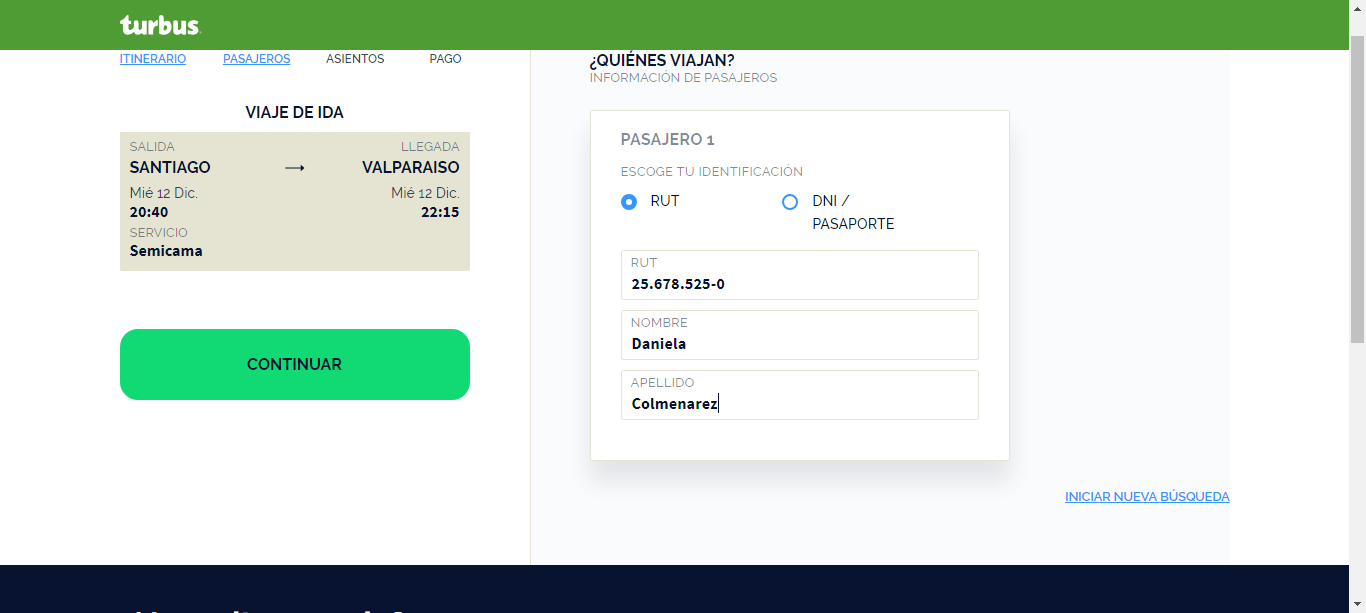 turbus
ITINERARIO PASAJEROS ASIENTOS PAGO
VIAJE DE IDA
SALIDA LLEGADA
SANTIAGO → VALPARAISO
Mié 12 Dic. Mié 12 Dic.
20:40 22:15
SERVICIO
Semicama
CONTINUAR
¿QUIÉNES VIAJAN?
INFORMACIÓN DE PASAJEROS
PASAJERO 1
ESCOGE TU IDENTIFICACIÓN
RUT DNI /
PASAPORTE
RUT
25.678.525-0
NOMBRE
Daniela
APELLIDO
Colmenarez
INICIAR NUEVA BÚSQUEDA